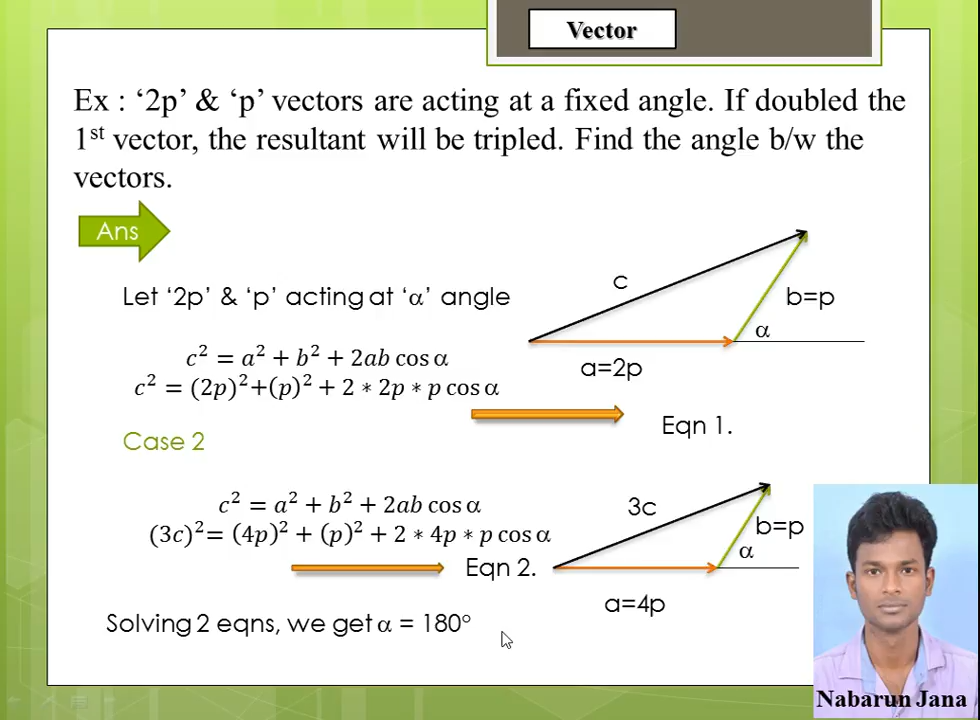 Vector
Ex : ‘2p’ & ‘p’ vectors are acting at a fixed angle. If doubled the
1st vector, the resultant will be tripled. Find the angle b/w the
vectors.
Ans
Let ‘2p’ & ‘p’ acting at ‘α’ angle
c
b=p
α
a=2p
c² = a² + b² + 2ab cos α
c² = (2p)²+(p)² + 2 * 2p * p cos α
Eqn 1.
Case 2
c² = a² + b² + 2ab cos α
(3c)²= (4p)² + (p)² + 2 * 4p * p cos α
Eqn 2.
3c
b=p
α
a=4p
Solving 2 eqns, we get α = 180°
Nabarun Jana